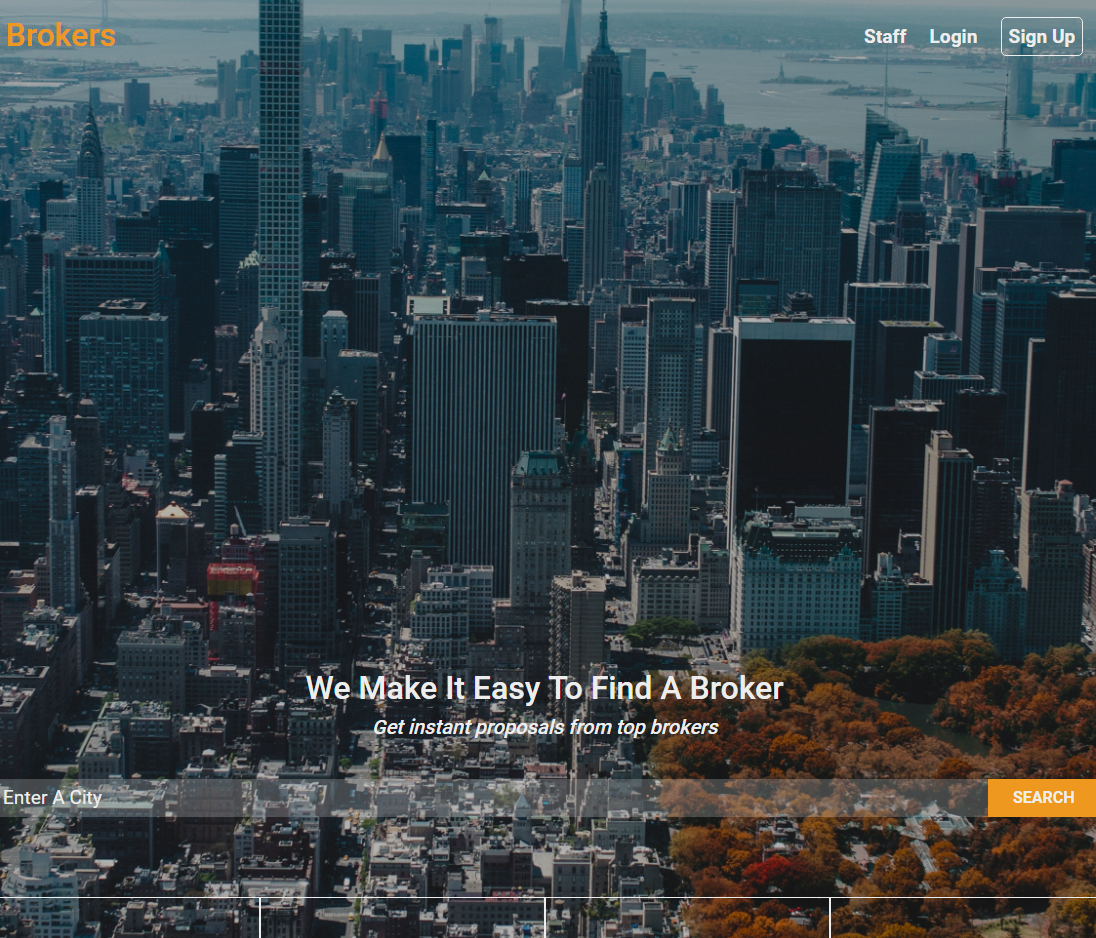 Brokers
Staff Login Sign Up
We Make It Easy To Find A Broker
Get instant proposals from top brokers
Enter A City
SEARCH